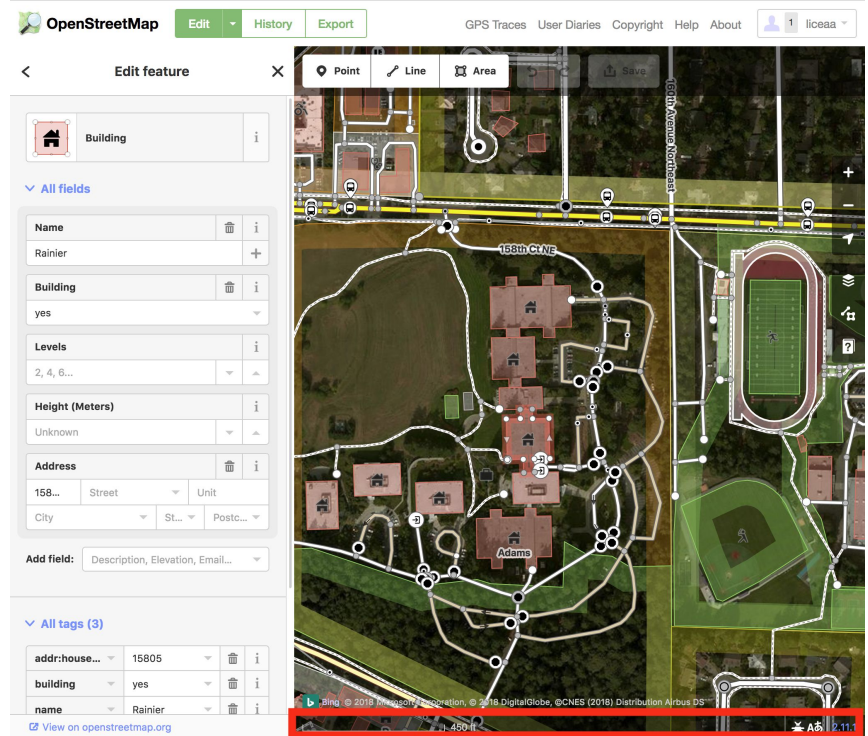 OpenStreetMap
Edit
History
Export
GPS Traces
User Diaries
Copyright
Help
About
1
liceaa
Edit feature
Point
Line
Area
Save
Building
i
All fields
Name
i
Rainier
Building
i
yes
Levels
i
2, 4, 6...
Height (Meters)
i
Unknown
Address
i
158...
Street
Unit
City
St...
Postc...
Add field:
Description, Elevation, Email...
All tags (3)
addr:house...
15805
i
building
yes
i
name
Rainier
i
View on openstreetmap.org
160th Avenue Northeast
158th Ct NE
Adams
?
b Bing © 2018 Microsoft Corporation, © 2018 DigitalGlobe, ©CNES (2018) Distribution Airbus DS
450 ft
Aあ
2.11.1